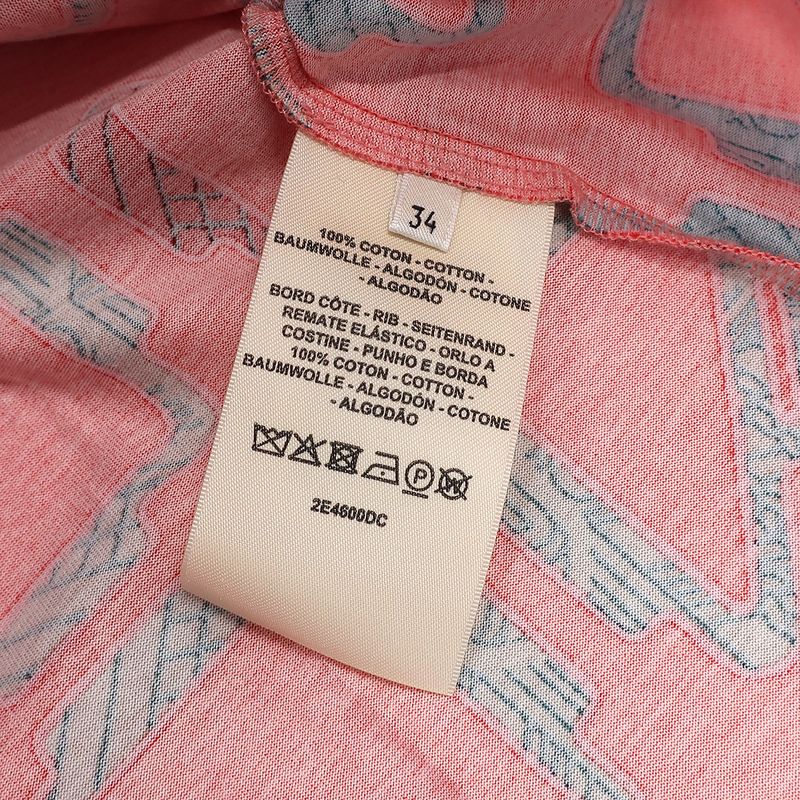 34
100% COTON - COTTON -
BAUMWOLLE - ALGODÓN - COTONE
- ALGODÃO
BORD CÔTE - RIB - SEITENRAND -
REMATE ELÁSTICO - ORLO A
COSTINE - PUNHO E BORDA
100% COTON - COTTON -
BAUMWOLLE - ALGODÓN - COTONE
- ALGODÃO
P W
2E4600DC